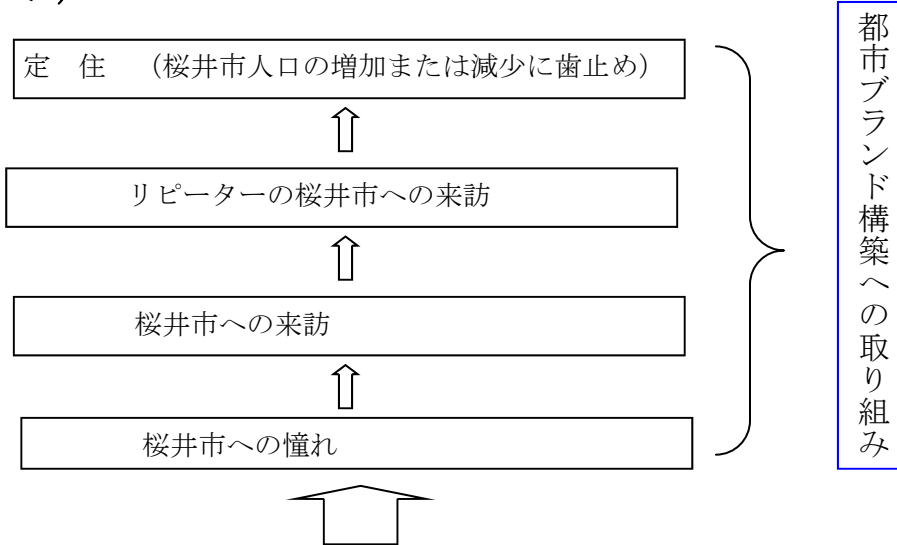 定　住　（桜井市人口の増加または減少に歯止め）
リピーターの桜井市への来訪
桜井市への来訪
桜井市への憧れ
都市ブランド構築への取り組み